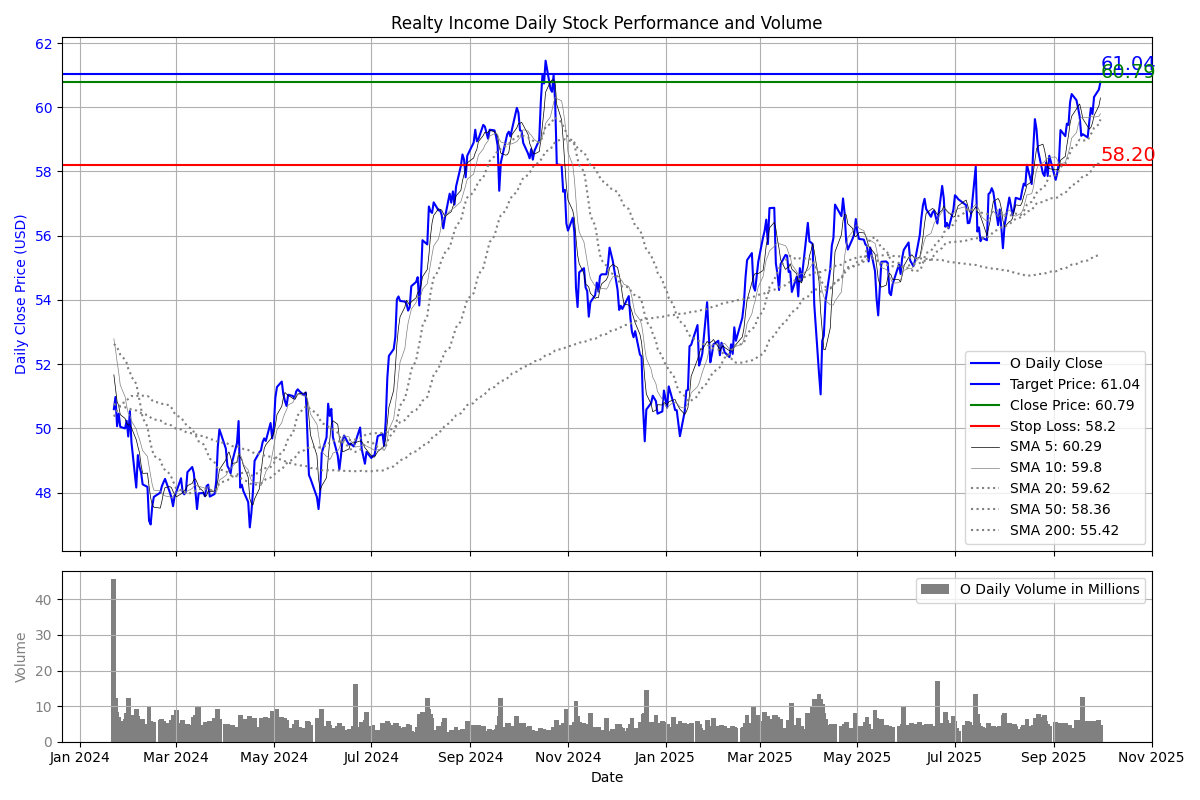 Realty Income Daily Stock Performance and Volume
62
60
58
56
54
52
50
48
Daily Close Price (USD)
61.04
60.79
58.20
O Daily Close
Target Price: 61.04
Close Price: 60.79
Stop Loss: 58.2
SMA 5: 60.29
SMA 10: 59.8
SMA 20: 59.62
SMA 50: 58.36
SMA 200: 55.42
40
30
20
10
0
Volume
O Daily Volume in Millions
Jan 2024 Mar 2024 May 2024 Jul 2024 Sep 2024 Nov 2024 Jan 2025 Mar 2025 May 2025 Jul 2025 Sep 2025 Nov 2025
Date